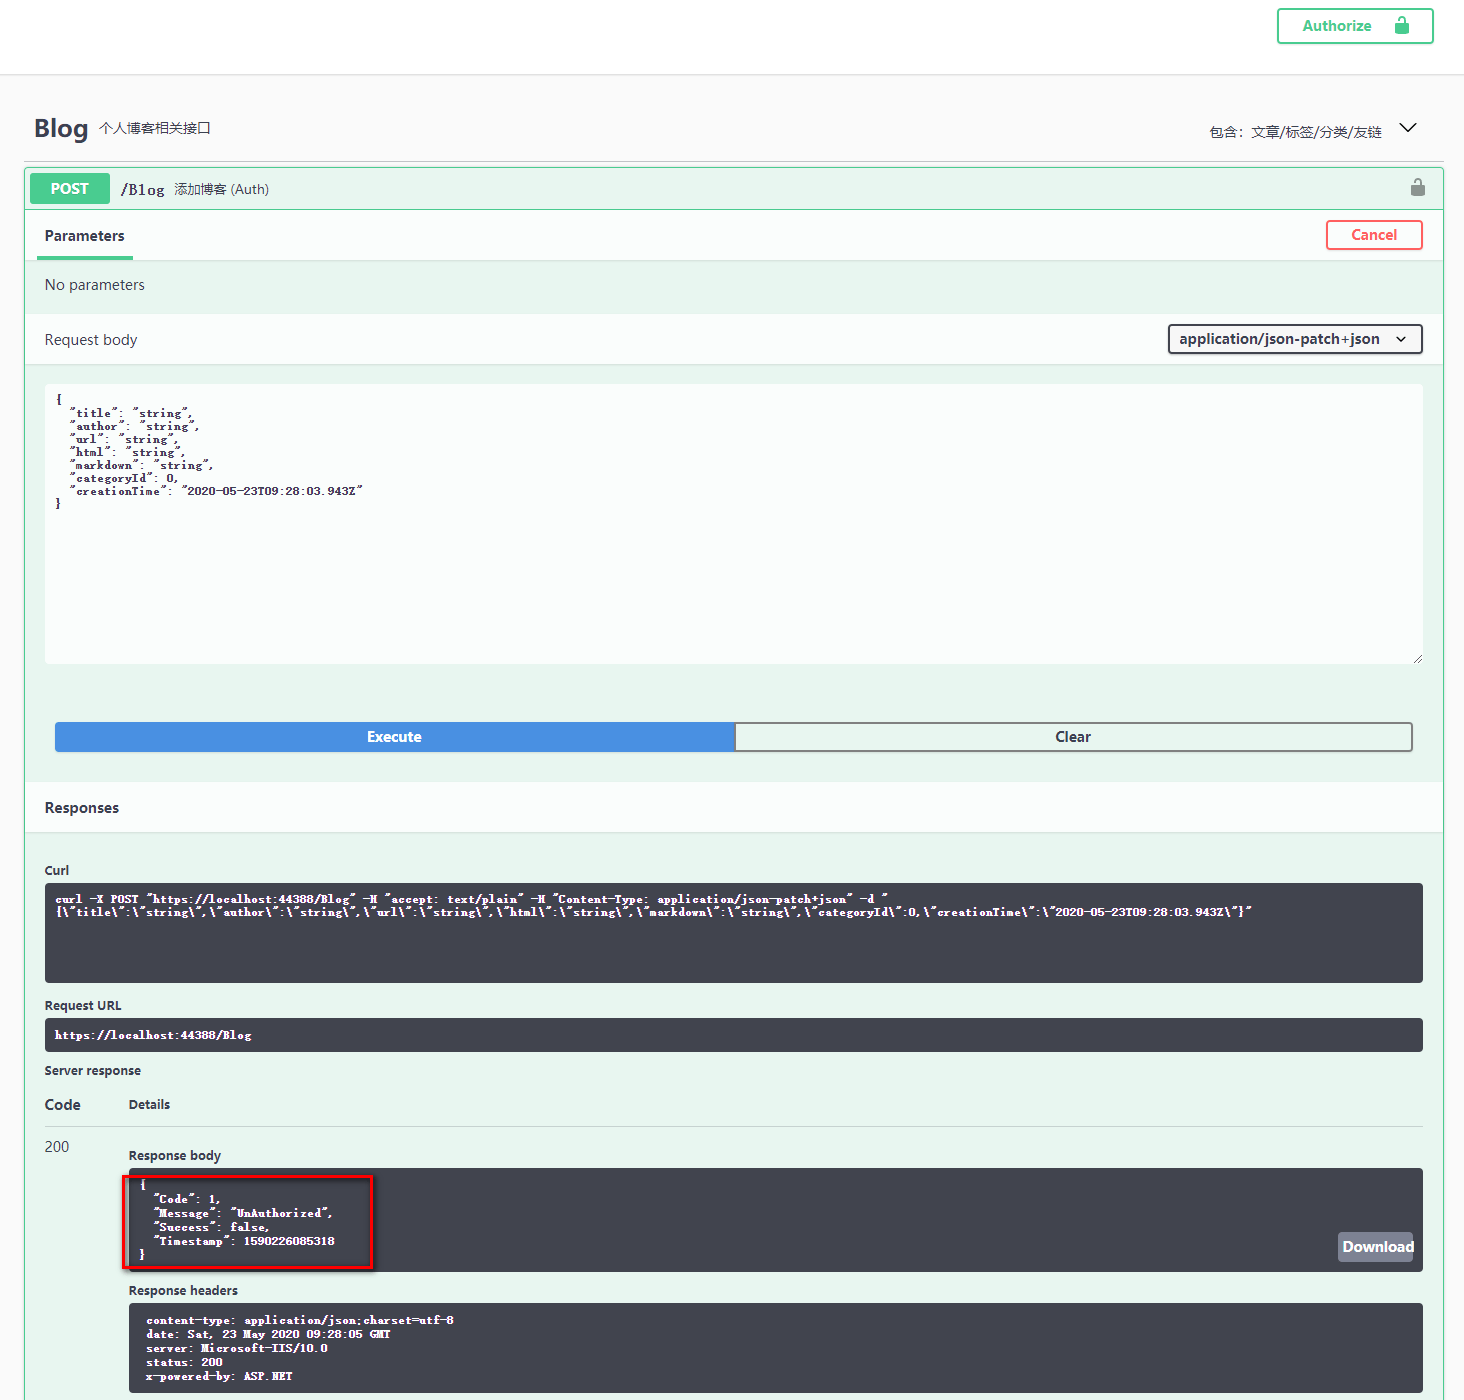 Authorize
Blog 个人博客相关接口
包含：文章/标签/分类/友链
POST /Blog 添加博客 (Auth)
Parameters
Cancel
No parameters
Request body
application/json-patch+json
{
"title": "string",
"author": "string",
"url": "string",
"html": "string",
"markdown": "string",
"categoryId": 0,
"creationTime": "2020-05-23T09:28:03.943Z"
}
Execute
Clear
Responses
Curl
curl -X POST "https://localhost:44388/Blog" -H "accept: text/plain" -H "Content-Type: application/json-patch+json" -d "
{\"title\":\"string\",\"author\":\"string\",\"url\":\"string\",\"html\":\"string\",\"markdown\":\"string\",\"categoryId\":0,\"creationTime\":\"2020-05-23T09:28:03.943Z\"}"
Request URL
https://localhost:44388/Blog
Server response
Code Details
200
Response body
{
"Code": 1,
"Message": "UnAuthorized",
"Success": false,
"Timestamp": 1590226085318
}
Download
Response headers
content-type: application/json;charset=utf-8
date: Sat, 23 May 2020 09:28:05 GMT
server: Microsoft-IIS/10.0
status: 200
x-powered-by: ASP.NET